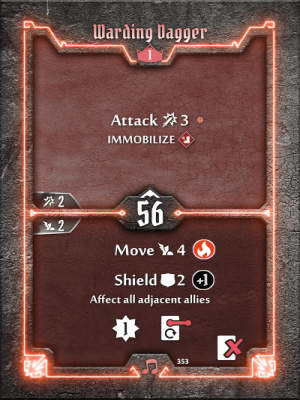 Warding Dagger
1
Attack 3
IMMOBILIZE
2
56
2
Move 4
Shield 2 +1
Affect all adjacent allies
1
353